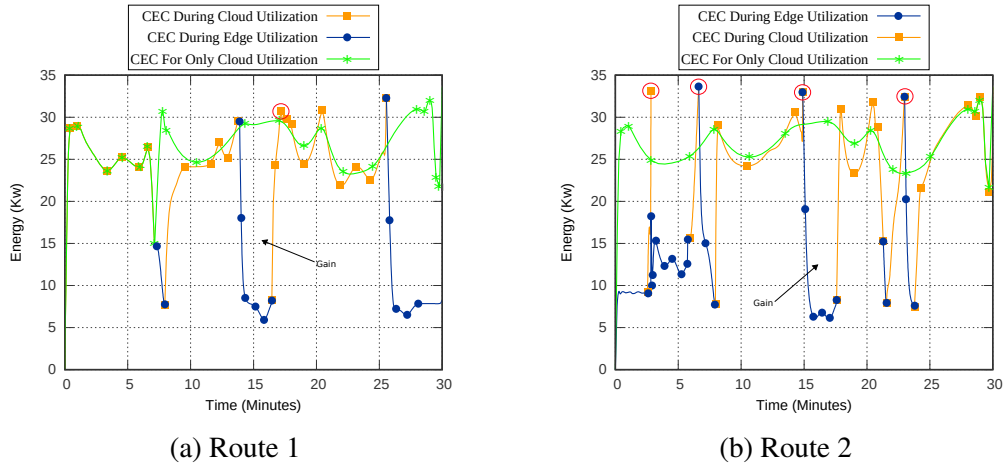 CEC During Cloud Utilization
CEC During Edge Utilization
CEC For Only Cloud Utilization
35
30
25
20
15
10
5
0
Energy (Kw)
0 5 10 15 20 25 30
Time (Minutes)
Gain
(a) Route 1
CEC During Edge Utilization
CEC During Cloud Utilization
CEC For Only Cloud Utilization
35
30
25
20
15
10
5
0
Energy (Kw)
0 5 10 15 20 25 30
Time (Minutes)
Gain
(b) Route 2